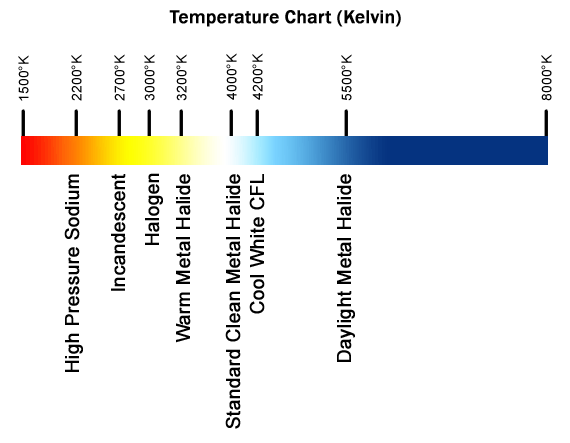 Temperature Chart (Kelvin)
1500°K
2200°K
2700°K
3000°K
3200°K
4000°K
4200°K
5500°K
8000°K
High Pressure Sodium
Incandescent
Halogen
Warm Metal Halide
Standard Clean Metal Halide
Cool White CFL
Daylight Metal Halide